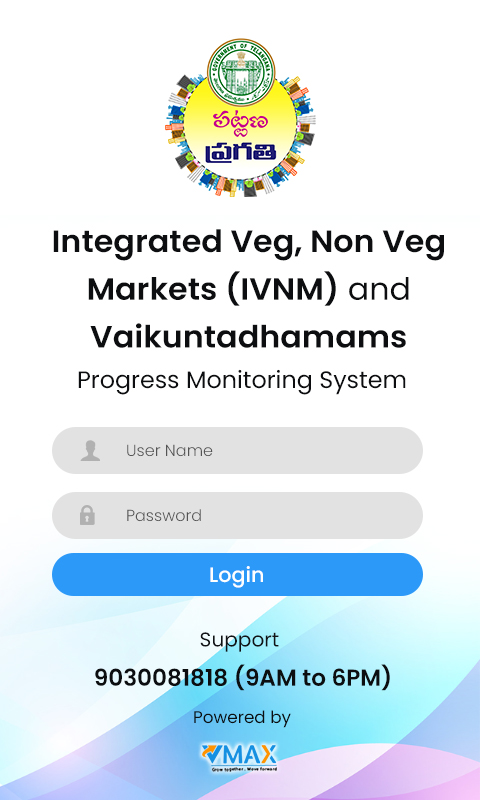 GOVERNMENT OF TELANGANA
పట్టణ
ప్రగతి
Integrated Veg, Non Veg
Markets (IVNM) and
Vaikuntadhamams
Progress Monitoring System
User Name
Password
Login
Support
9030081818 (9AM to 6PM)
Powered by
VMAX
Grow together . Move forward